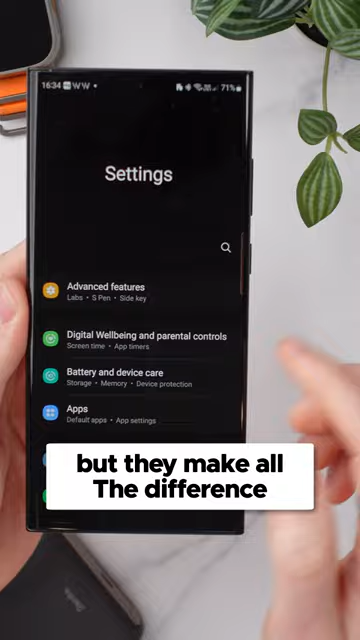 16:34
71%
Settings
Advanced features
Labs • S Pen • Side key
Digital Wellbeing and parental controls
Screen time • App timers
Battery and device care
Storage • Memory • Device protection
Apps
Default apps • App settings
but they make all
The difference